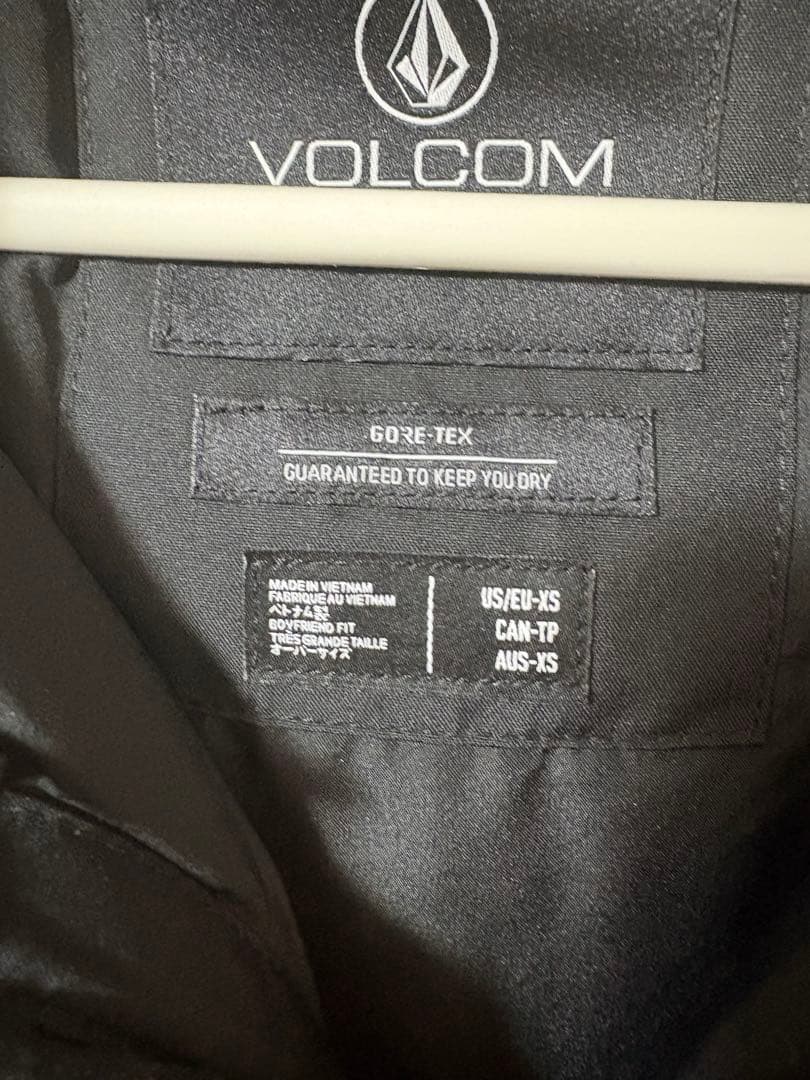 VOLCOM
GORE-TEX
GUARANTEED TO KEEP YOU DRY
MADE IN VIETNAM
FABRIQUE AU VIETNAM
ベトナム製
BOYFRIEND FIT
TRÈS GRANDE TAILLE
オーバーサイズ
US/EU-XS
CAN-TP
AUS-XS